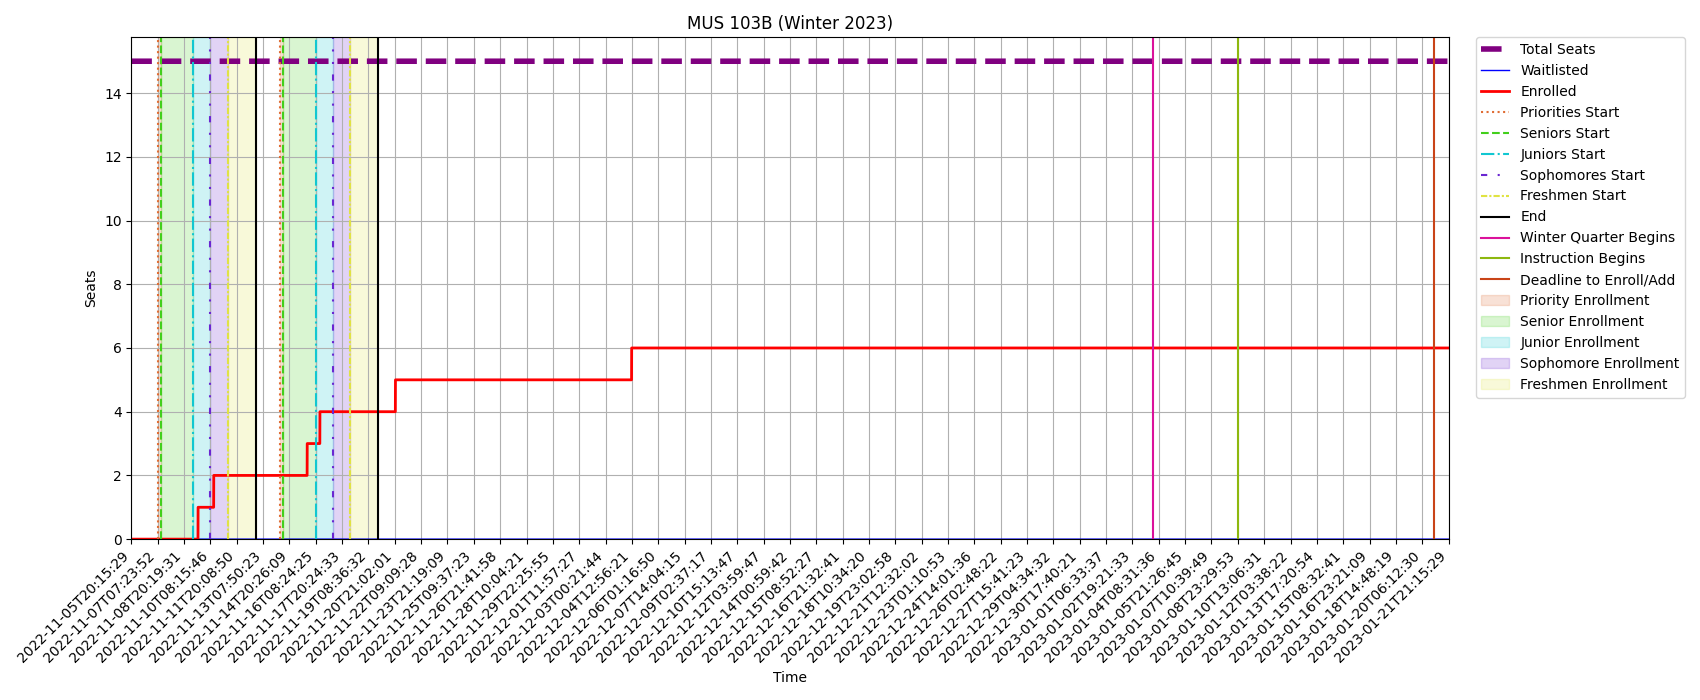 MUS 103B (Winter 2023)
Seats
14
12
10
8
6
4
2
0
2022-11-05T20:15:29
2022-11-07T07:23:52
2022-11-08T20:19:31
2022-11-10T08:15:46
2022-11-11T20:08:50
2022-11-13T07:50:23
2022-11-14T20:26:09
2022-11-16T08:24:25
2022-11-17T20:24:33
2022-11-19T08:36:32
2022-11-20T21:02:01
2022-11-22T09:09:28
2022-11-23T21:19:09
2022-11-25T09:37:23
2022-11-26T21:41:58
2022-11-28T10:04:21
2022-11-29T22:25:55
2022-12-01T11:57:27
2022-12-03T00:21:44
2022-12-04T12:56:21
2022-12-06T01:16:50
2022-12-07T14:04:15
2022-12-09T02:37:17
2022-12-10T15:13:47
2022-12-12T03:59:47
2022-12-14T00:59:42
2022-12-15T08:52:27
2022-12-16T21:32:41
2022-12-18T10:34:20
2022-12-19T23:02:58
2022-12-21T12:32:02
2022-12-23T01:10:53
2022-12-24T14:01:36
2022-12-26T02:48:22
2022-12-27T15:41:23
2022-12-29T04:34:32
2022-12-30T17:40:21
2023-01-01T06:33:37
2023-01-02T19:21:33
2023-01-04T08:31:36
2023-01-05T21:26:45
2023-01-07T10:39:49
2023-01-08T23:29:53
2023-01-10T13:06:31
2023-01-12T03:38:22
2023-01-13T17:20:54
2023-01-15T08:32:41
2023-01-16T23:21:09
2023-01-18T14:48:19
2023-01-20T06:12:30
2023-01-21T21:15:29
Time
Total Seats
Waitlisted
Enrolled
Priorities Start
Seniors Start
Juniors Start
Sophomores Start
Freshmen Start
End
Winter Quarter Begins
Instruction Begins
Deadline to Enroll/Add
Priority Enrollment
Senior Enrollment
Junior Enrollment
Sophomore Enrollment
Freshmen Enrollment